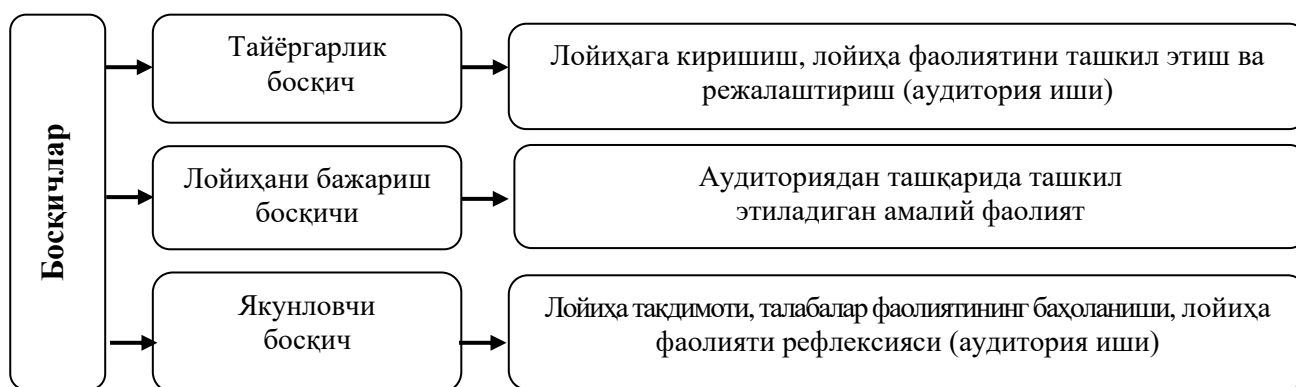 Босқичлар
Тайёргарлик
босқич
Лойиҳага киришиш, лойиҳа фаолиятини ташкил этиш ва
режалаштириш (аудитория иши)
Лойиҳани бажариш
босқичи
Аудиториядан ташқарида ташкил
этиладиган амалий фаолият
Якунловчи
босқич
Лойиҳа тақдимоти, талабалар фаолиятининг баҳоланиши, лойиҳа
фаолияти рефлексияси (аудитория иши)